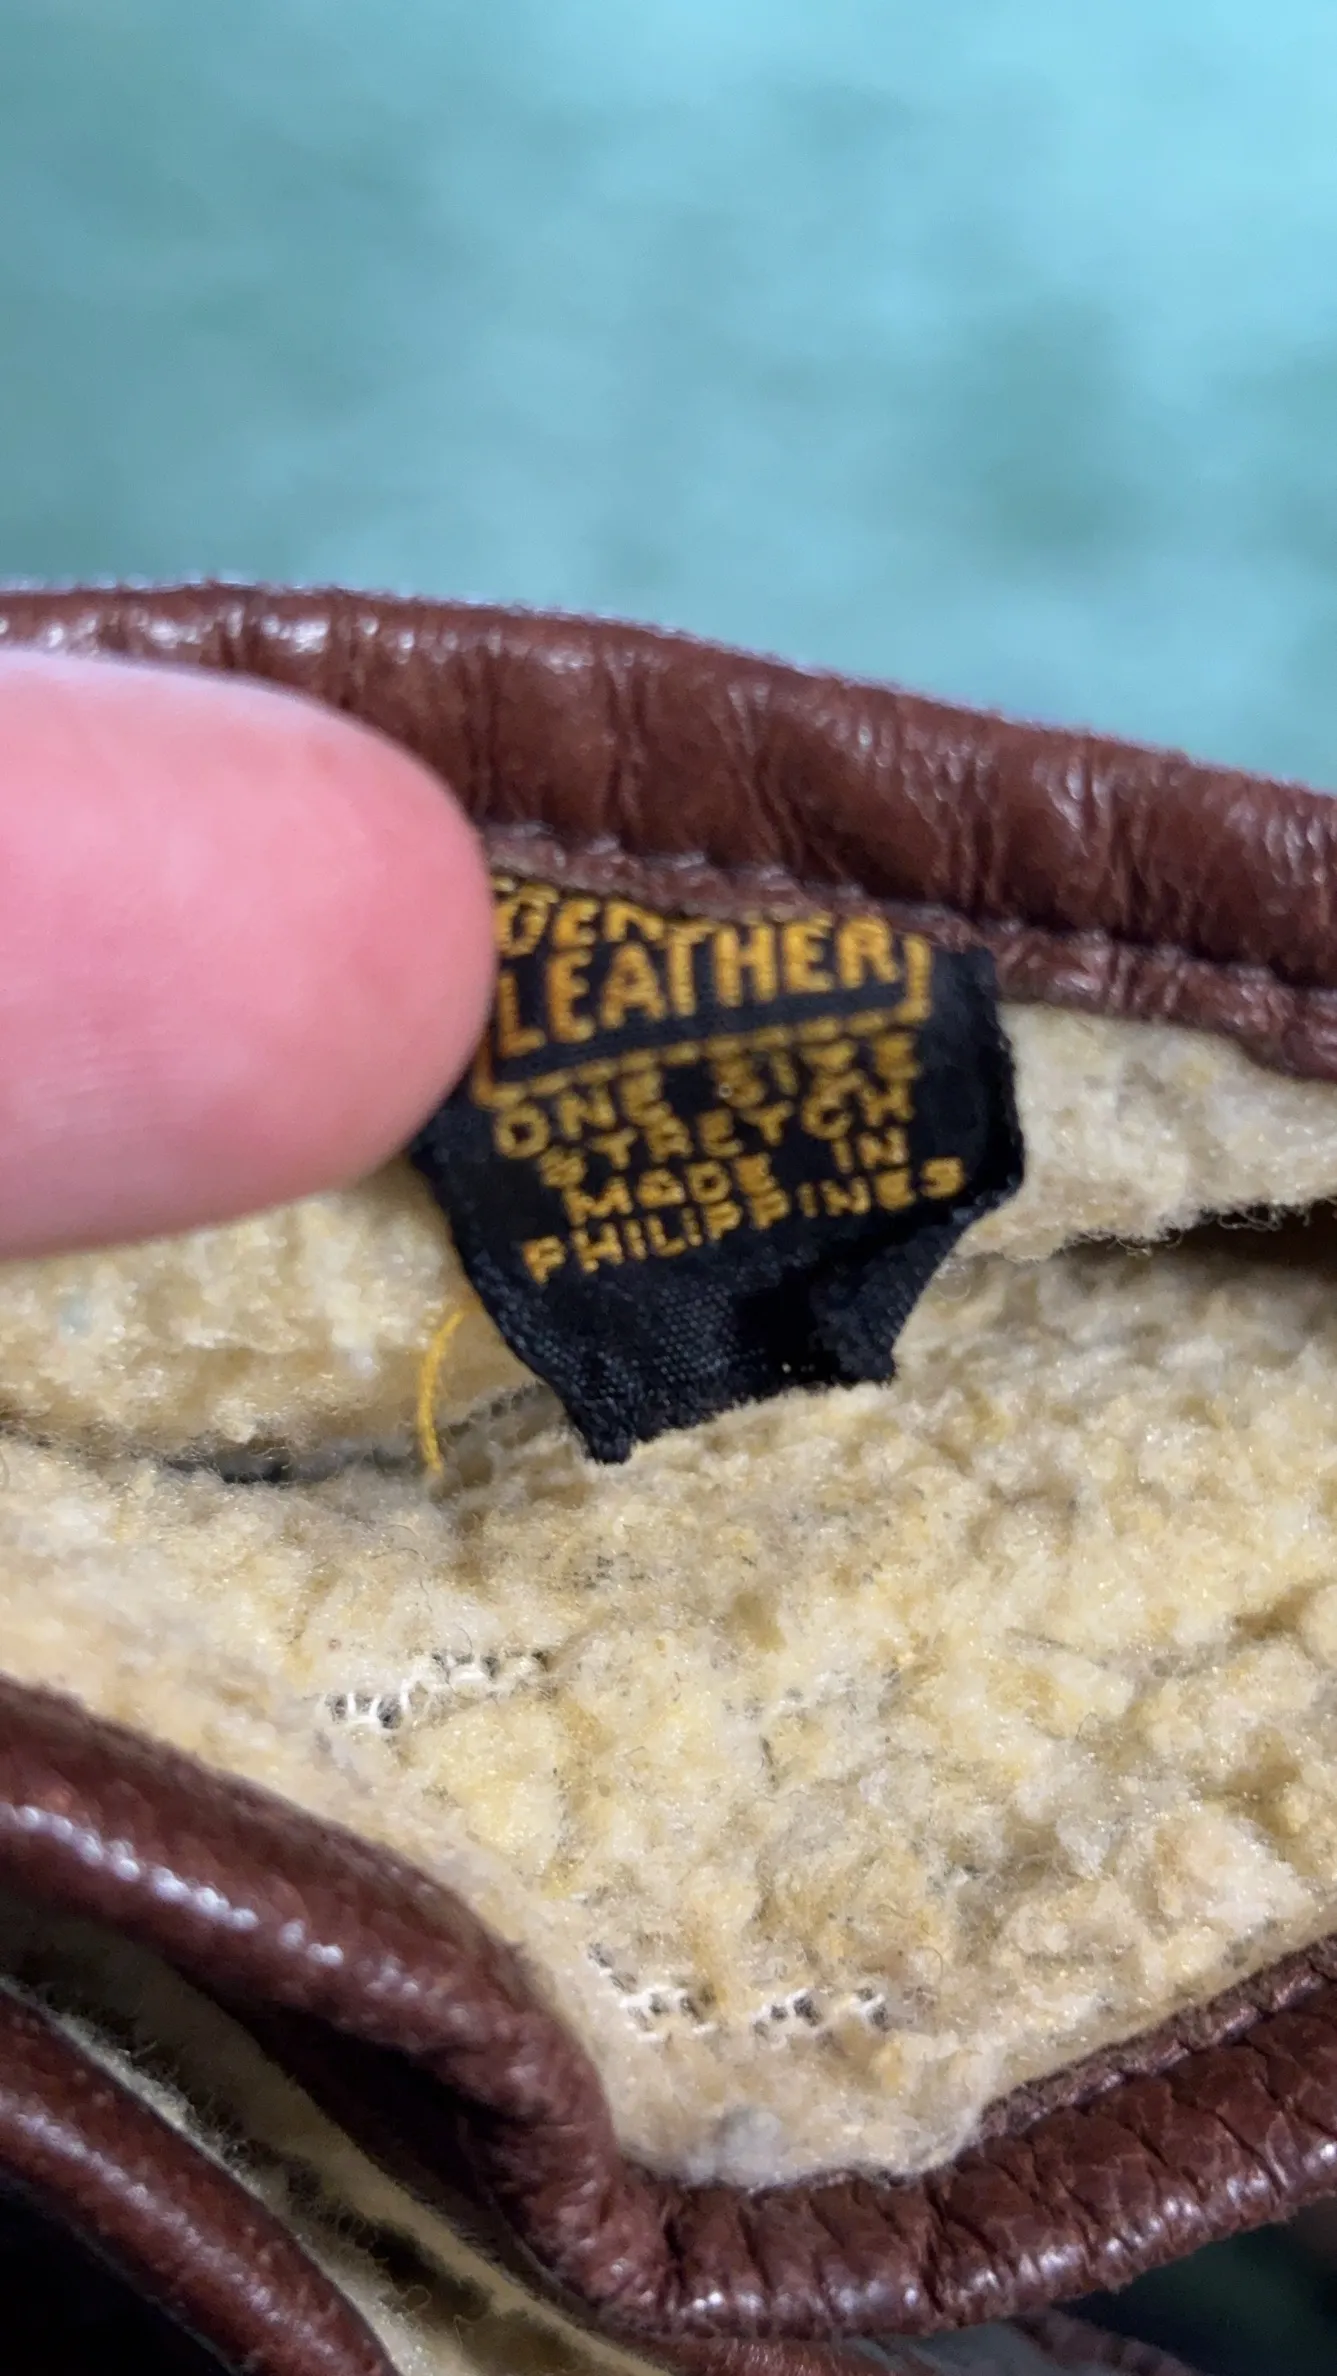 LEATHER
ONE SIZE
STRETCH
MADE IN
PHILIPPINES